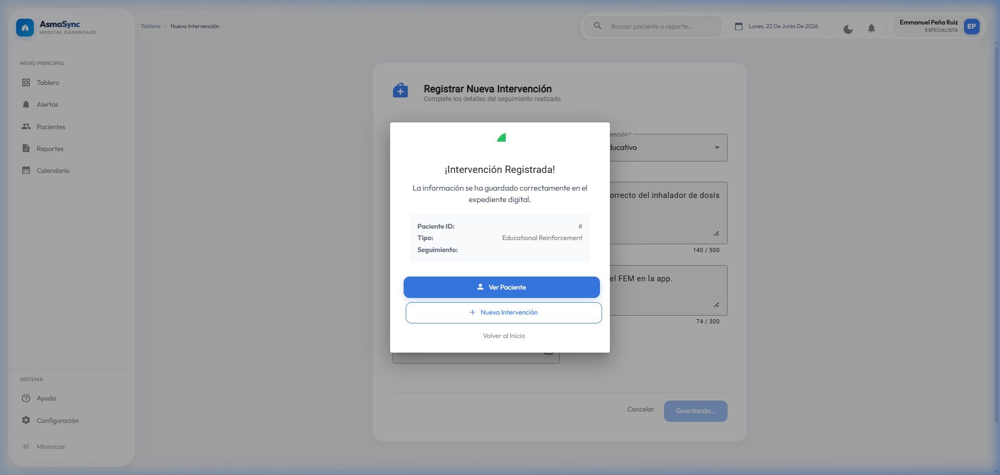 AsmaSync
MEDICAL DASHBOARD
Tablero / Nueva Intervención
Buscar paciente o reporte...
Lunes, 22 De Junio De 2026
Emmanuel Peña Ruiz
ESPECIALISTA
EP
MENÚ PRINCIPAL
Tablero
Alertas
Pacientes
Reportes
Calendario
SISTEMA
Ayuda
Configuración
Minimizar
Registrar Nueva Intervención
Complete los detalles del seguimiento realizado
ención *
ducativo
orrecto del inhalador de dosis
140 / 500
el FEM en la app.
74 / 300
¡Intervención Registrada!
La información se ha guardado correctamente en el
expediente digital.
Paciente ID: #
Tipo: Educational Reinforcement
Seguimiento:
Ver Paciente
Nueva Intervención
Volver al Inicio
Cancelar
Guardando...